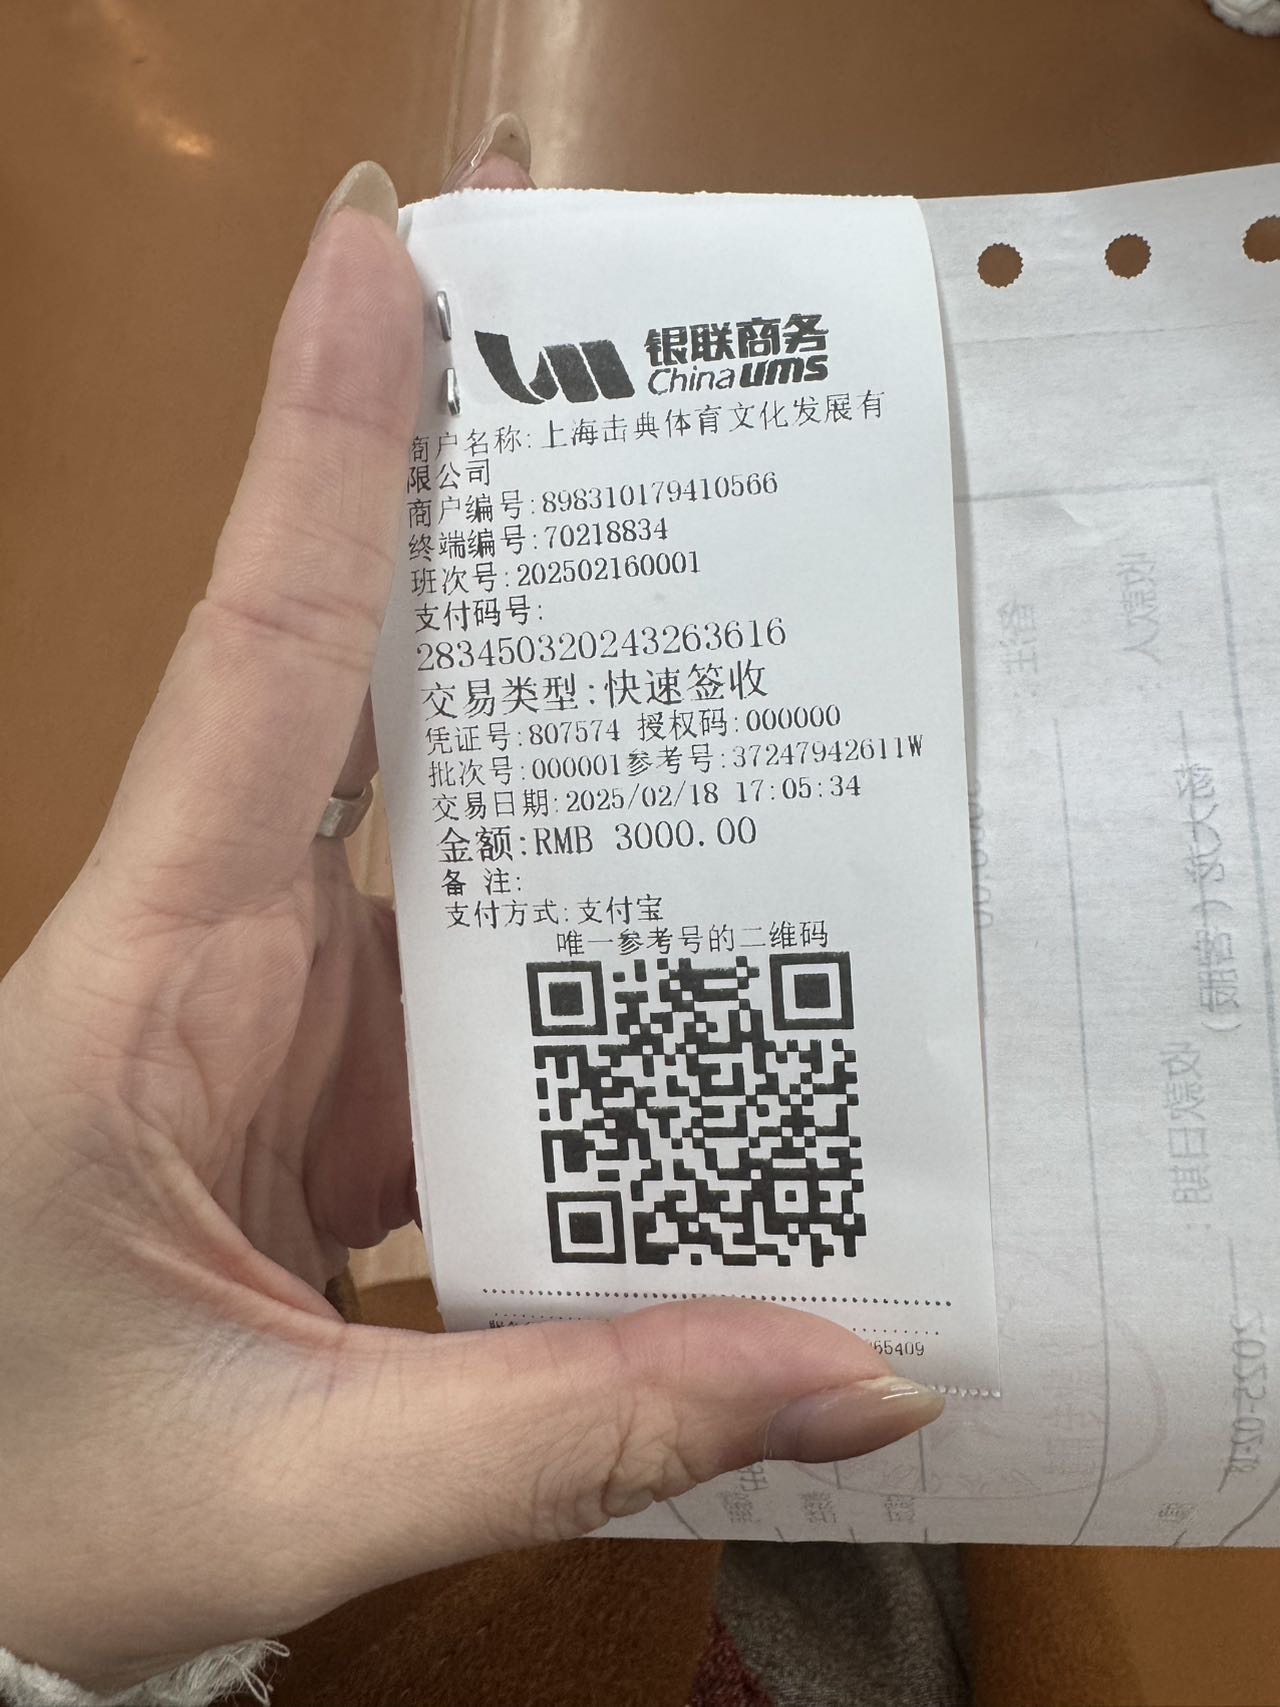 银联商务
China ums
商户名称:上海击典体育文化发展有
限公司
商户编号:898310179410566
终端编号:70218834
班次号:202502160001
支付码号:
283450320243263616
交易类型:快速签收
凭证号:807574 授权码:000000
批次号:000001参考号:37247942611W
交易日期:2025/02/18 17:05:34
金额:RMB 3000.00
备 注:
支付方式:支付宝
唯一参考号的二维码
65409
2025-02-18